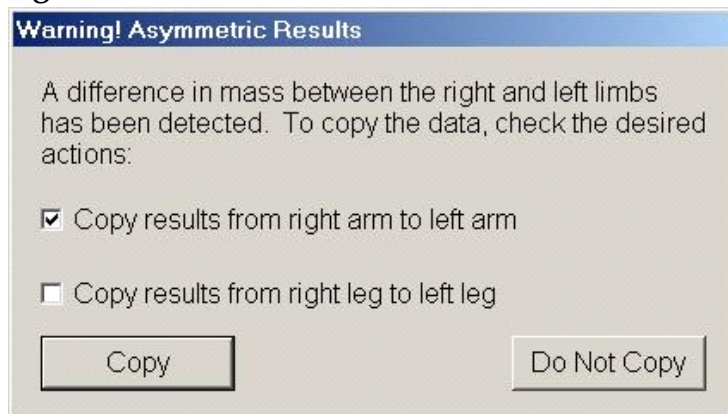 Warning! Asymmetric Results
A difference in mass between the right and left limbs
has been detected. To copy the data, check the desired
actions:
Copy results from right arm to left arm
Copy results from right leg to left leg
Copy
Do Not Copy